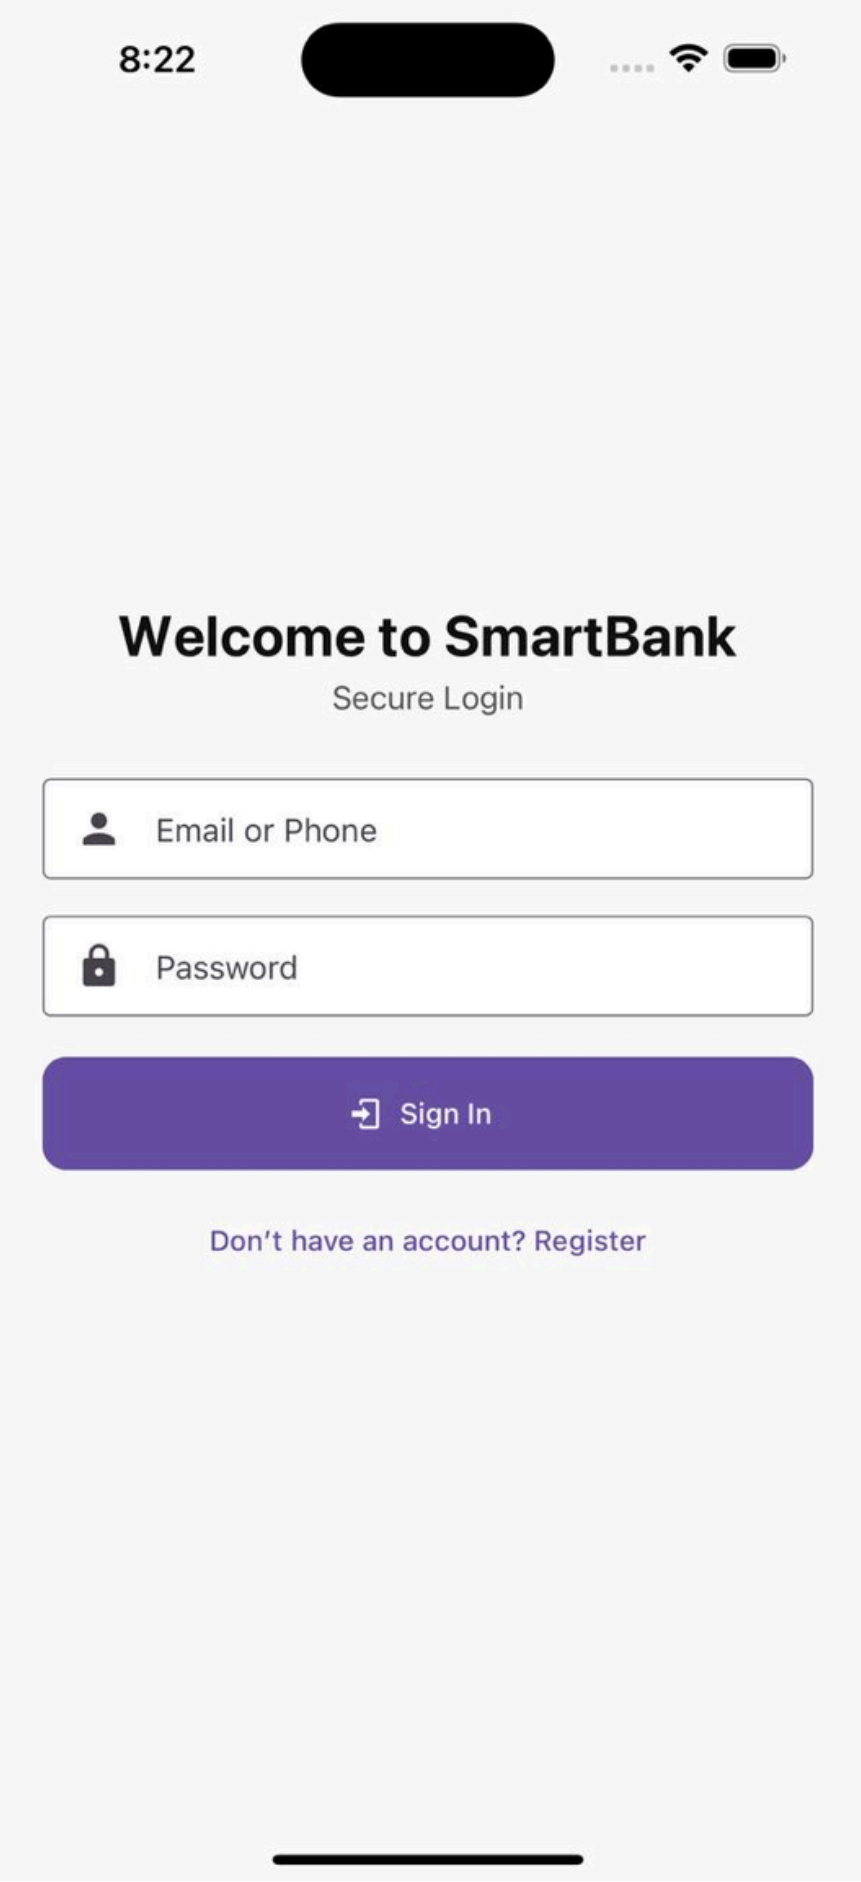 8:22
Welcome to SmartBank
Secure Login
Email or Phone
Password
Sign In
Don’t have an account? Register